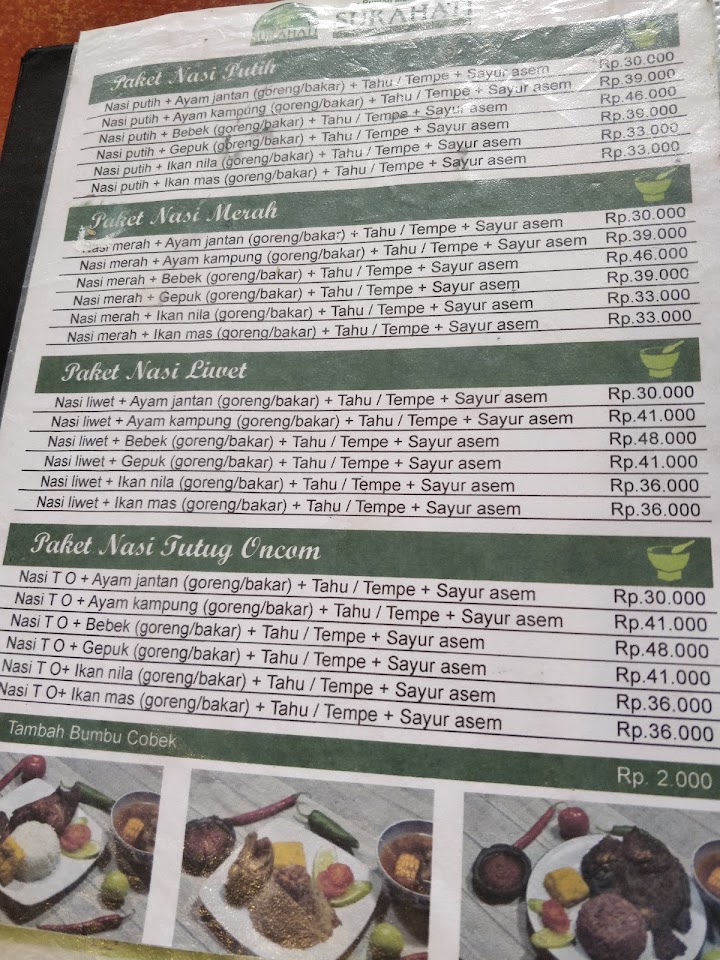 SURAHATI
SURAHATI
Paket Nasi Putih
Nasi putih + Ayam jantan (goreng/bakar) + Tahu / Tempe + Sayur asem Rp.30.000
Nasi putih + Ayam kampung (goreng/bakar) + Tahu / Tempe + Sayur asem Rp.39.000
Nasi putih + Bebek (goreng/bakar) + Tahu / Tempe + Sayur asem Rp.46.000
Nasi putih + Gepuk (goreng/bakar) + Tahu / Tempe + Sayur asem Rp.39.000
Nasi putih + Ikan nila (goreng/bakar) + Tahu / Tempe + Sayur asem Rp.33.000
Nasi putih + Ikan mas (goreng/bakar) + Tahu / Tempe + Sayur asem Rp.33.000
Paket Nasi Merah
Nasi merah + Ayam jantan (goreng/bakar) + Tahu / Tempe + Sayur asem Rp.30.000
Nasi merah + Ayam kampung (goreng/bakar) + Tahu / Tempe + Sayur asem Rp.39.000
Nasi merah + Bebek (goreng/bakar) + Tahu / Tempe + Sayur asem Rp.46.000
Nasi merah + Gepuk (goreng/bakar) + Tahu / Tempe + Sayur asem Rp.39.000
Nasi merah + Ikan nila (goreng/bakar) + Tahu / Tempe + Sayur asem Rp.33.000
Nasi merah + Ikan mas (goreng/bakar) + Tahu / Tempe + Sayur asem Rp.33.000
Paket Nasi Liwet
Nasi liwet + Ayam jantan (goreng/bakar) + Tahu / Tempe + Sayur asem Rp.30.000
Nasi liwet + Ayam kampung (goreng/bakar) + Tahu / Tempe + Sayur asem Rp.41.000
Nasi liwet + Bebek (goreng/bakar) + Tahu / Tempe + Sayur asem Rp.48.000
Nasi liwet + Gepuk (goreng/bakar) + Tahu / Tempe + Sayur asem Rp.41.000
Nasi liwet + Ikan nila (goreng/bakar) + Tahu / Tempe + Sayur asem Rp.36.000
Nasi liwet + Ikan mas (goreng/bakar) + Tahu / Tempe + Sayur asem Rp.36.000
Paket Nasi Tutug Oncom
Nasi T O + Ayam jantan (goreng/bakar) + Tahu / Tempe + Sayur asem Rp.30.000
Nasi T O + Ayam kampung (goreng/bakar) + Tahu / Tempe + Sayur asem Rp.41.000
Nasi T O + Bebek (goreng/bakar) + Tahu / Tempe + Sayur asem Rp.48.000
Nasi T O + Gepuk (goreng/bakar) + Tahu / Tempe + Sayur asem Rp.41.000
Nasi T O+ Ikan nila (goreng/bakar) + Tahu / Tempe + Sayur asem Rp.36.000
Nasi T O+ Ikan mas (goreng/bakar) + Tahu / Tempe + Sayur asem Rp.36.000
Tambah Bumbu Cobek Rp. 2.000